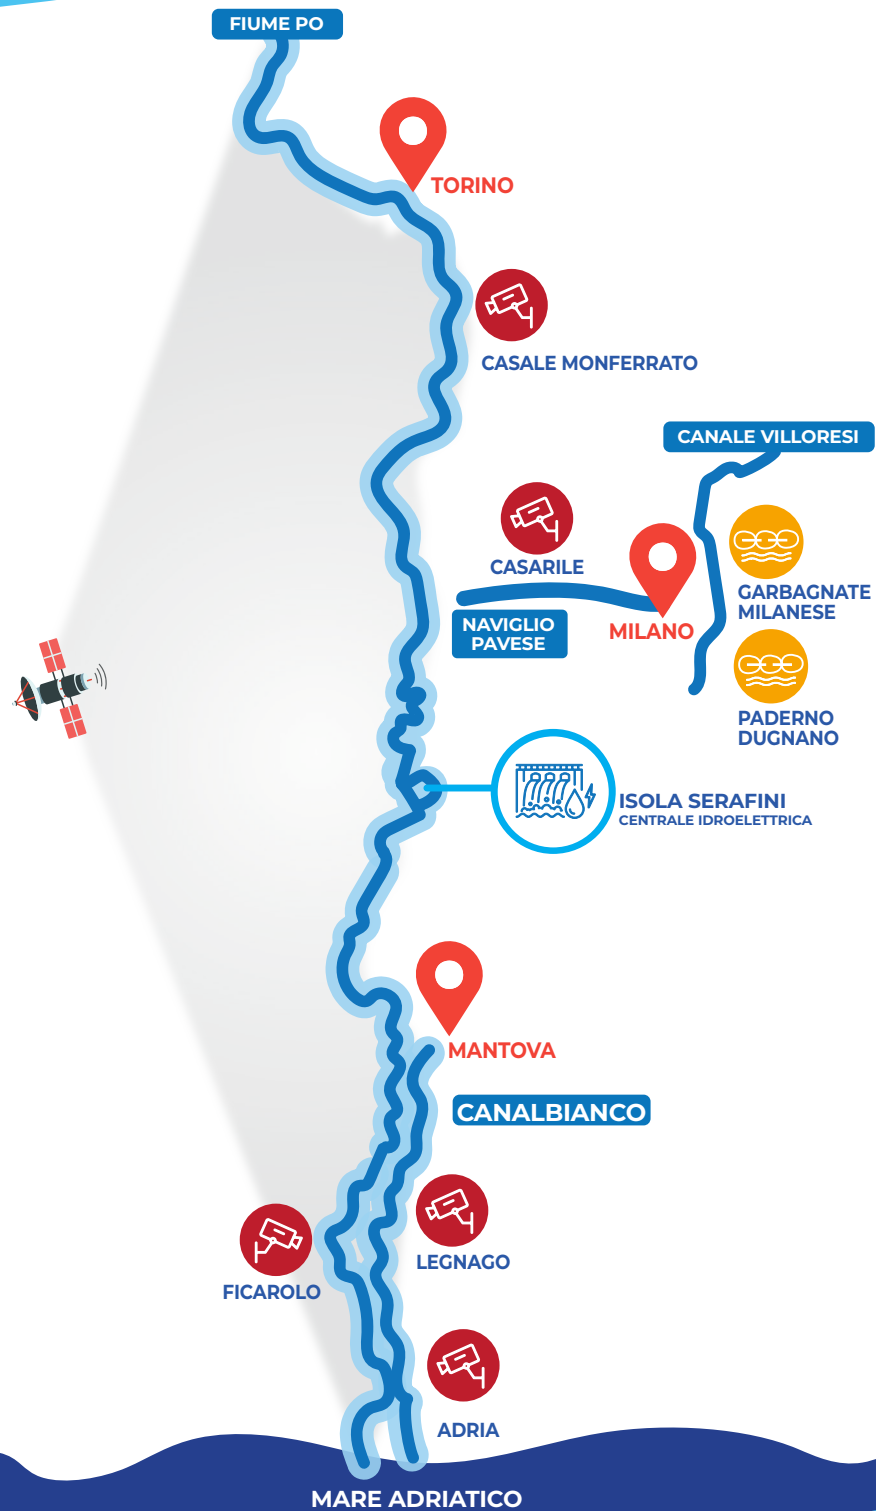 FIUME PO
TORINO
CASALE MONFERRATO
CANALE VILLORESI
CASARILE
GARBAGNATE
MILANESE
NAVIGLIO
PAVESE
MILANO
PADERNO
DUGNANO
ISOLA SERAFINI
CENTRALE IDROELETTRICA
MANTOVA
CANALBIANCO
LEGNAGO
FICAROLO
ADRIA
MARE ADRIATICO